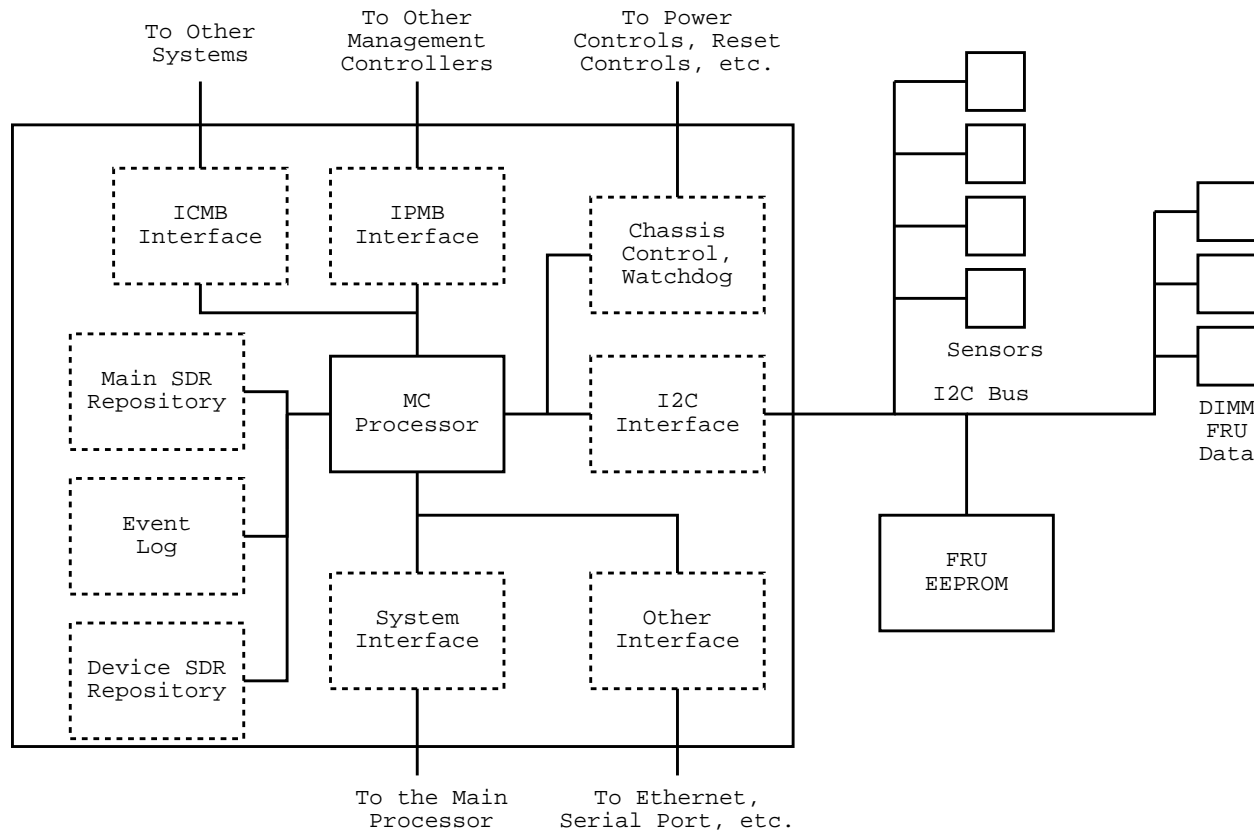 To Other
Systems
To Other
Management
Controllers
To Power
Controls, Reset
Controls, etc.
ICMB
Interface
IPMB
Interface
Chassis
Control,
Watchdog
Main SDR
Repository
MC
Processor
I2C
Interface
Sensors
I2C Bus
DIMM
FRU
Data
Event
Log
FRU
EEPROM
System
Interface
Other
Interface
Device SDR
Repository
To the Main
Processor
To Ethernet,
Serial Port, etc.